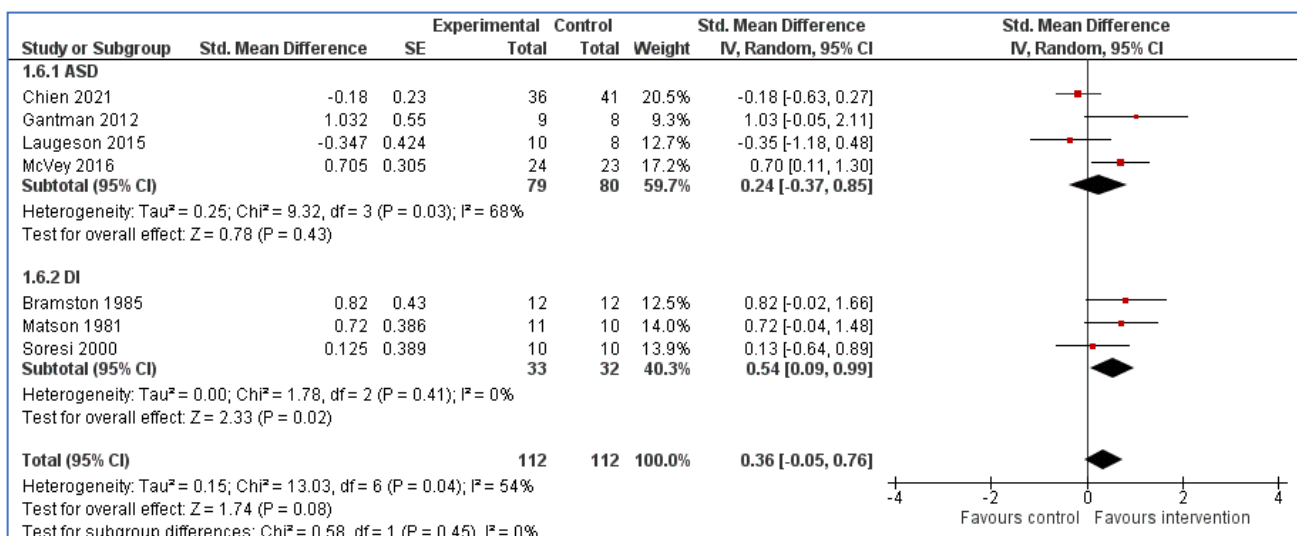 Experimental Control Std. Mean Difference Std. Mean Difference
Study or Subgroup Std. Mean Difference SE Total Total Weight IV, Random, 95% CI IV, Random, 95% CI
1.6.1 ASD
Chien 2021 -0.18 0.23 36 41 20.5% -0.18 [-0.63, 0.27]
Gantman 2012 1.032 0.55 9 8 9.3% 1.03 [-0.05, 2.11]
Laugeson 2015 -0.347 0.424 10 8 12.7% -0.35 [-1.18, 0.48]
McVey 2016 0.705 0.305 24 23 17.2% 0.70 [0.11, 1.30]
Subtotal (95% CI) 79 80 59.7% 0.24 [-0.37, 0.85]
Heterogeneity: Tau² = 0.25; Chi² = 9.32, df = 3 (P = 0.03); I² = 68%
Test for overall effect: Z = 0.78 (P = 0.43)
1.6.2 DI
Bramston 1985 0.82 0.43 12 12 12.5% 0.82 [-0.02, 1.66]
Matson 1981 0.72 0.386 11 10 14.0% 0.72 [-0.04, 1.48]
Soresi 2000 0.125 0.389 10 10 13.9% 0.13 [-0.64, 0.89]
Subtotal (95% CI) 33 32 40.3% 0.54 [0.09, 0.99]
Heterogeneity: Tau² = 0.00; Chi² = 1.78, df = 2 (P = 0.41); I² = 0%
Test for overall effect: Z = 2.33 (P = 0.02)
Total (95% CI) 112 112 100.0% 0.36 [-0.05, 0.76]
Heterogeneity: Tau² = 0.15; Chi² = 13.03, df = 6 (P = 0.04); I² = 54%
Test for overall effect: Z = 1.74 (P = 0.08)
Test for subgroup differences: Chi² = 0.58, df = 1 (P = 0.45), I² = 0%
-4 -2 0 2 4
Favours control Favours intervention